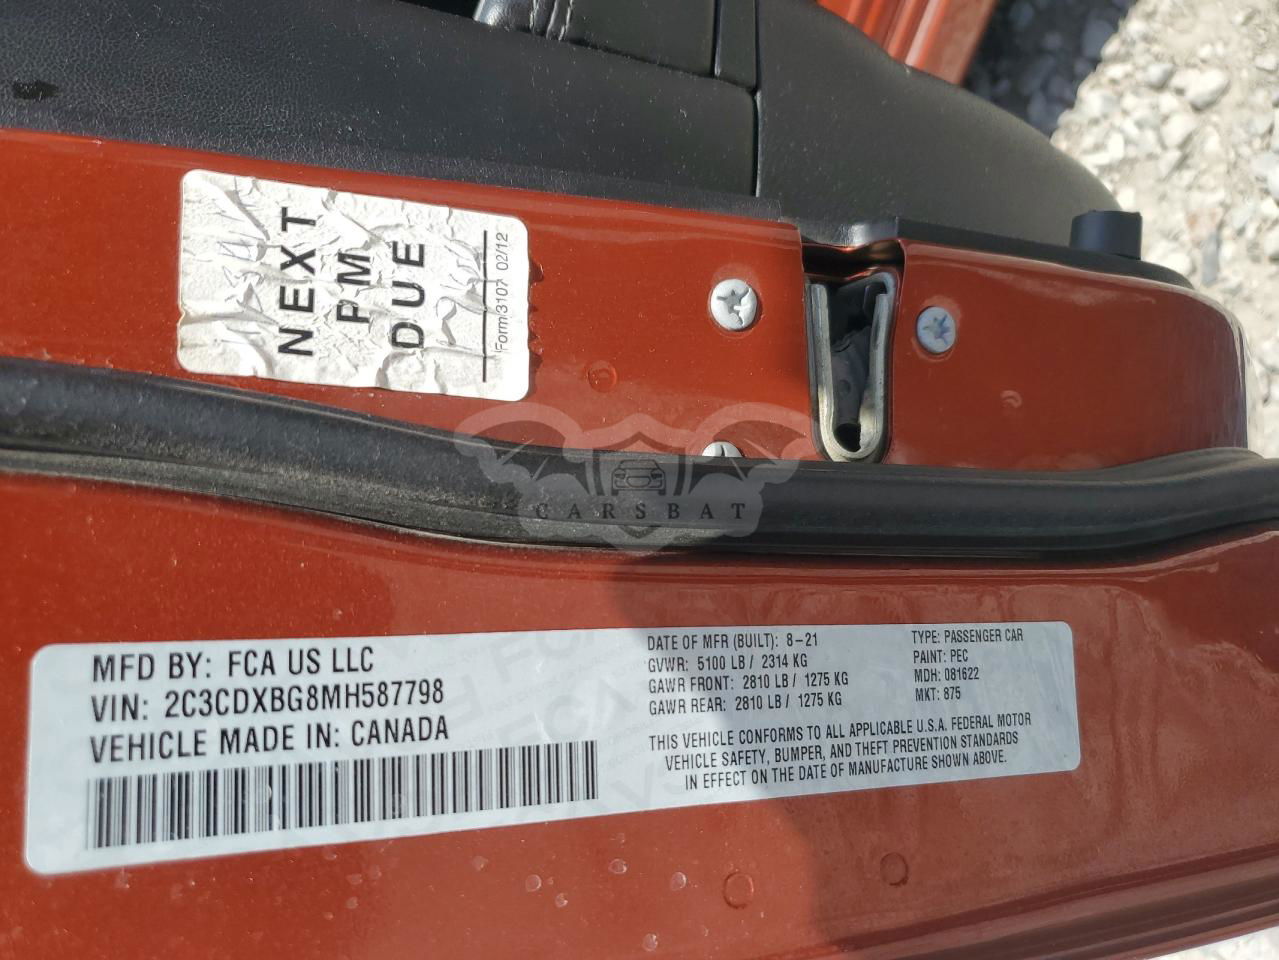 NEXT
PM
DUE
Form 3107 02/12
CARSBAT
MFD BY: FCA US LLC
VIN: 2C3CDXBG8MH587798
VEHICLE MADE IN: CANADA
DATE OF MFR (BUILT): 8-21
GVWR: 5100 LB / 2314 KG
GAWR FRONT: 2810 LB / 1275 KG
GAWR REAR: 2810 LB / 1275 KG
TYPE: PASSENGER CAR
PAINT: PEC
MDH: 081622
MKT: 875
THIS VEHICLE CONFORMS TO ALL APPLICABLE U.S.A. FEDERAL MOTOR
VEHICLE SAFETY, BUMPER, AND THEFT PREVENTION STANDARDS
IN EFFECT ON THE DATE OF MANUFACTURE SHOWN ABOVE.